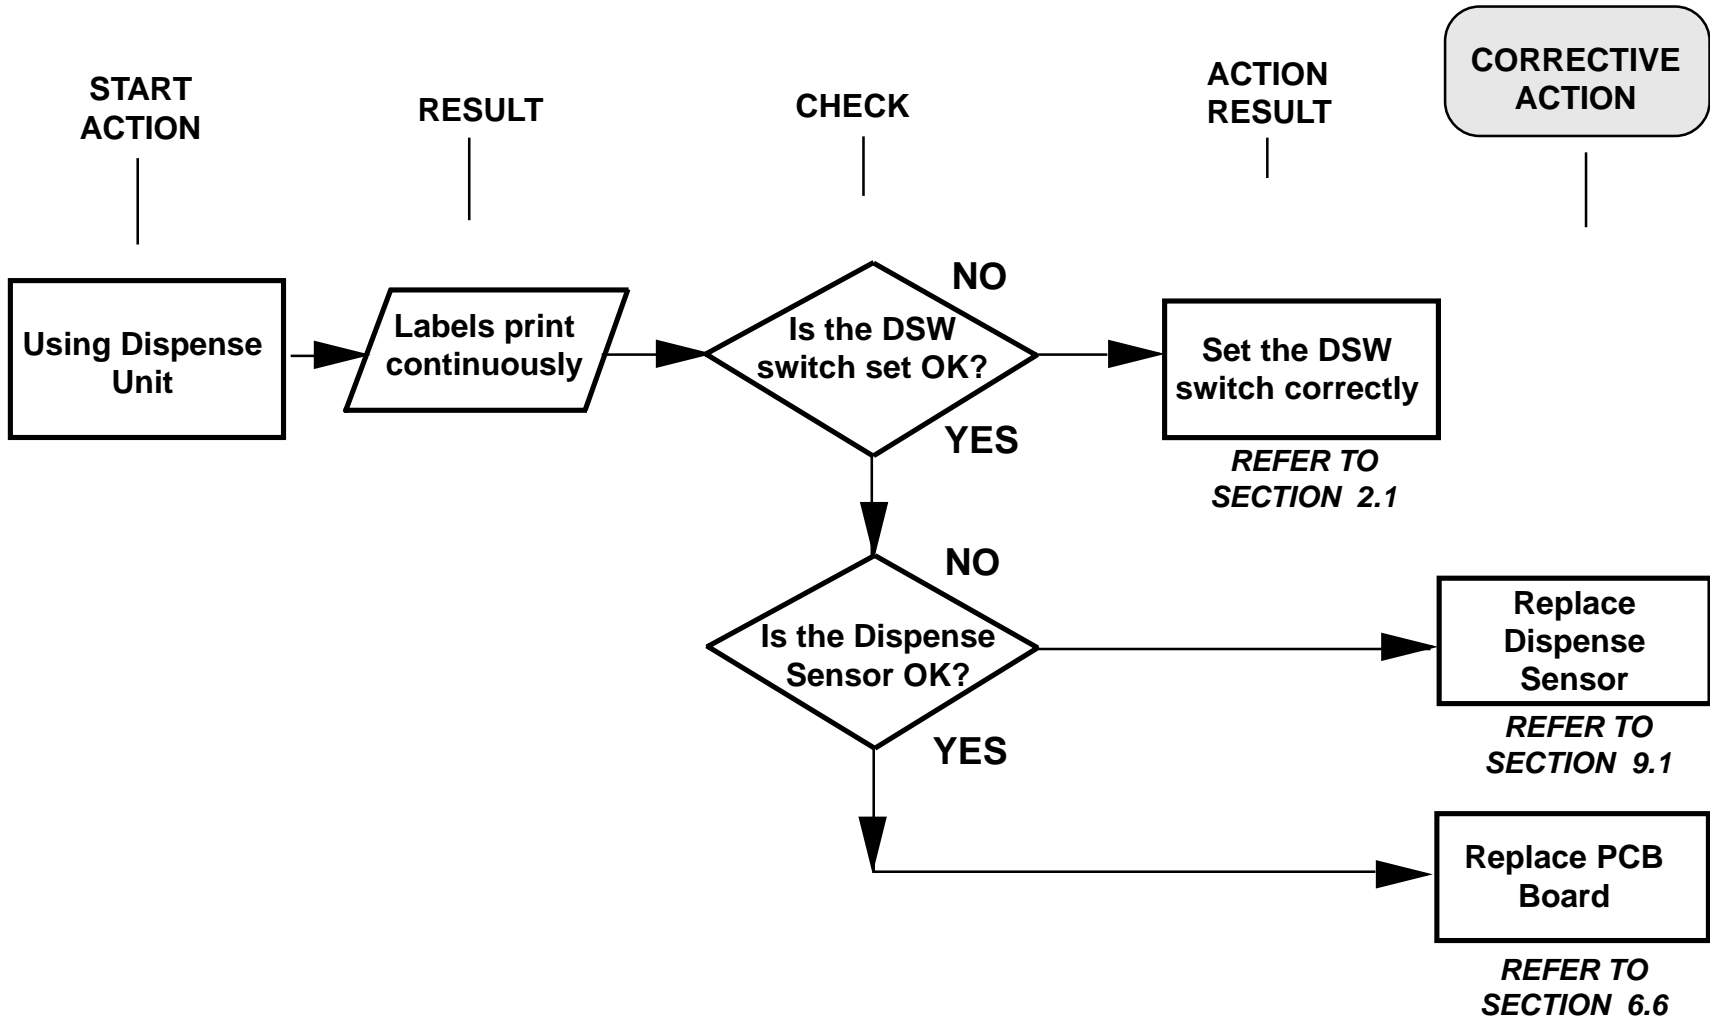 START
ACTION
RESULT
CHECK
ACTION
RESULT
CORRECTIVE
ACTION
Using Dispense
Unit
Labels print
continuously
Is the DSW
switch set OK?
NO
YES
Set the DSW
switch correctly
REFER TO
SECTION 2.1
Is the Dispense
Sensor OK?
NO
YES
Replace
Dispense
Sensor
REFER TO
SECTION 9.1
Replace PCB
Board
REFER TO
SECTION 6.6